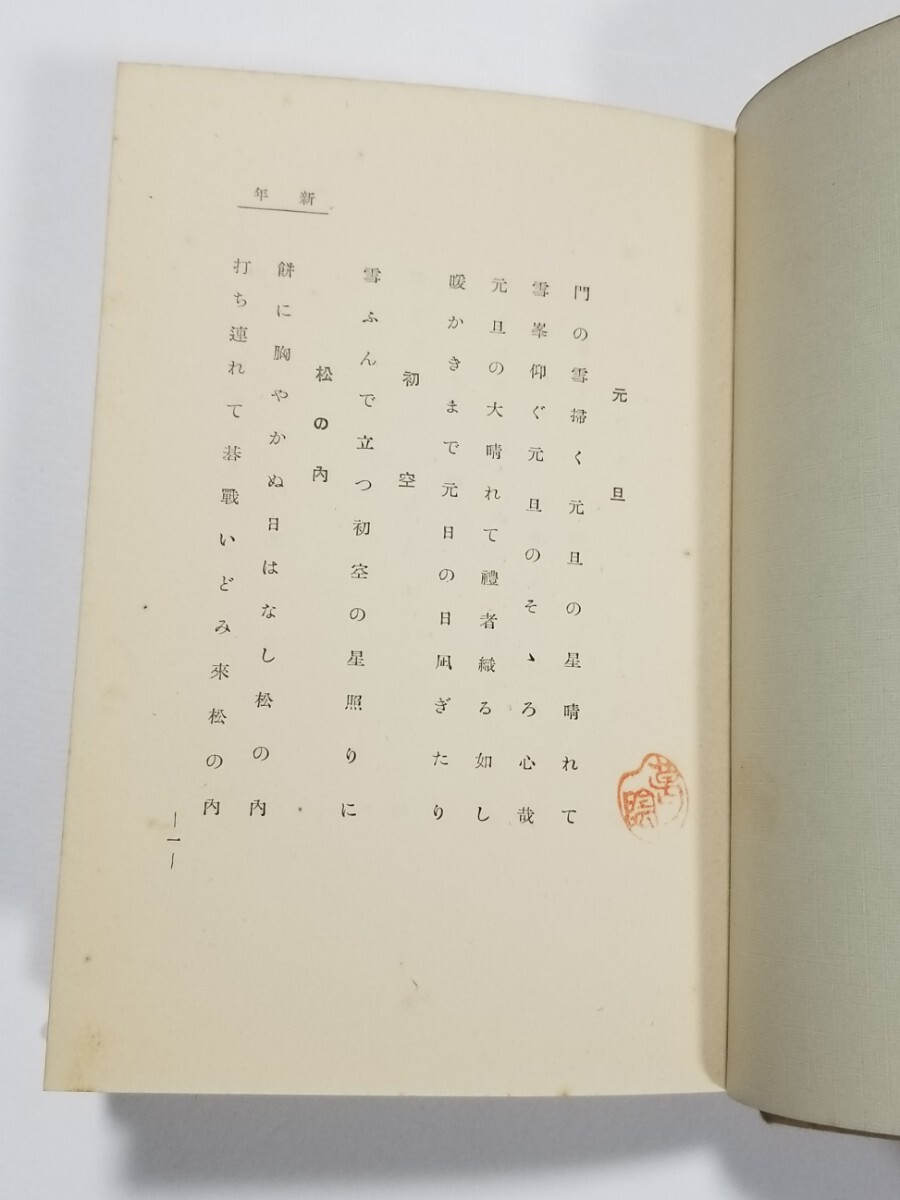 新年
元旦
門の雪掃く元旦の星晴れて
雪峯仰ぐ元旦のそゝろ心哉
元旦の大晴れて禮者織る如し
暖かきまで元日の日凪ぎたり
初空
雪ふんで立つ初空の星照りに
松の內
餅に胸やかぬ日はなし松の內
打ち連れて碁戰いどみ來松の內
―一―